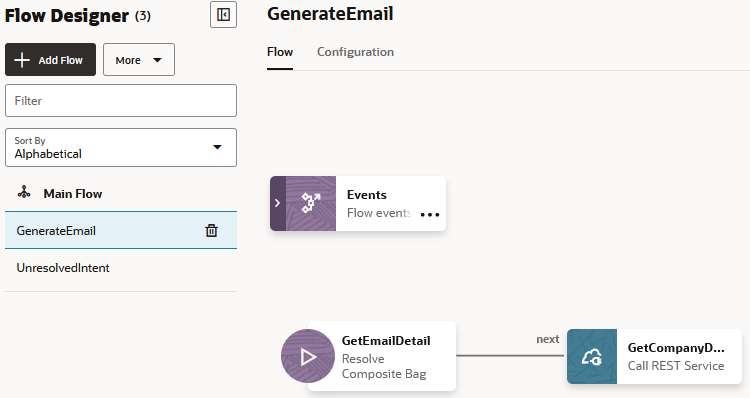 Flow Designer (3)
Add Flow
More
Filter
Sort By
Alphabetical
Main Flow
GenerateEmail
UnresolvedIntent
GenerateEmail
Flow
Configuration
Events
Flow events
GetEmailDetail
Resolve
Composite Bag
next
GetCompanyD...
Call REST Service